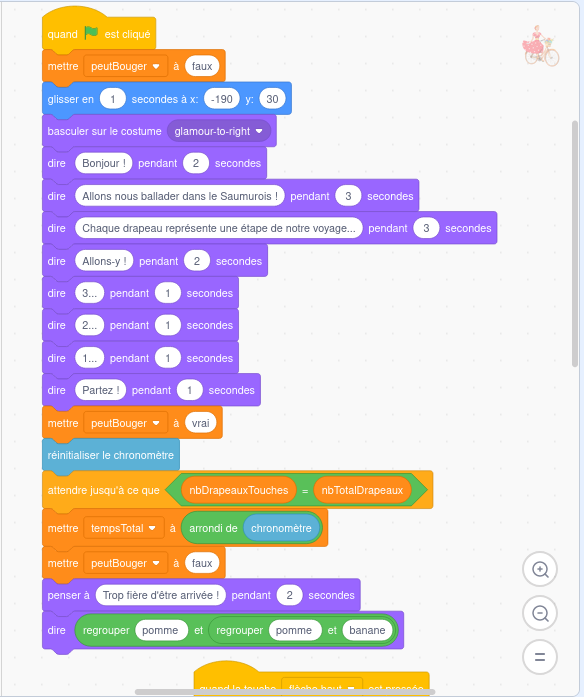 quand est cliqué
mettre peutBouger à faux
glisser en 1 secondes à x: -190 y: 30
basculer sur le costume glamour-to-right
dire Bonjour ! pendant 2 secondes
dire Allons nous ballader dans le Saumurois ! pendant 3 secondes
dire Chaque drapeau représente une étape de notre voyage... pendant 3 secondes
dire Allons-y ! pendant 2 secondes
dire 3... pendant 1 secondes
dire 2... pendant 1 secondes
dire 1... pendant 1 secondes
dire Partez ! pendant 1 secondes
mettre peutBouger à vrai
réinitialiser le chronomètre
attendre jusqu'à ce que nbDrapeauxTouches = nbTotalDrapeaux
mettre tempsTotal à arrondi de chronomètre
mettre peutBouger à faux
penser à Trop fière d'être arrivée ! pendant 2 secondes
dire regrouper pomme et regrouper pomme et banane
quand la touche flèche haut est pressée